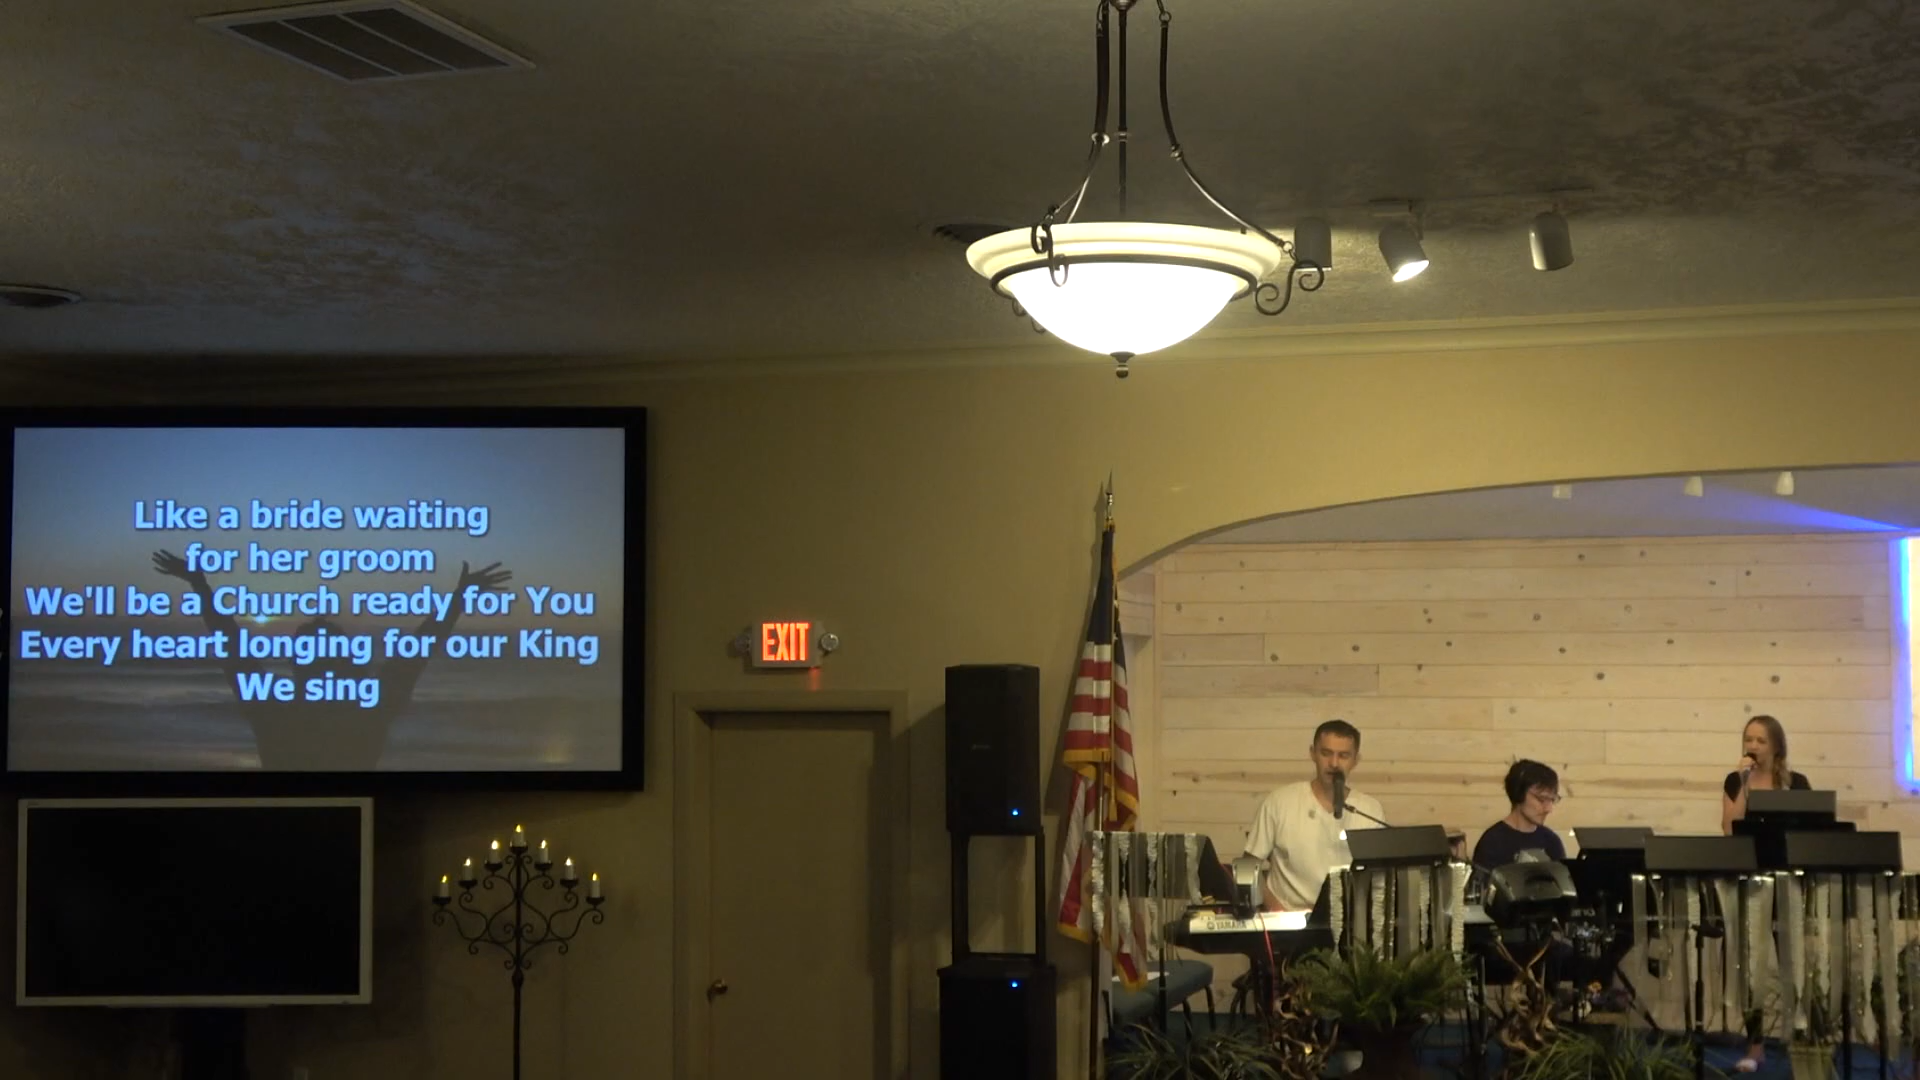 Like a bride waiting
for her groom
We'll be a Church ready for You
Every heart longing for our King
We sing
EXIT
YAMAHA